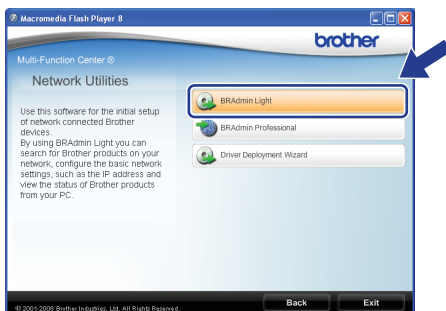 Macromedia Flash Player 8
brother
Multi-Function Center ®
Network Utilities
Use this software for the initial setup
of network connected Brother
devices.
By using BRAdmin Light you can
search for Brother products on your
network, configure the basic network
settings, such as the IP address and
view the status of Brother products
from your PC.
BRAdmin Light
BRAdmin Professional
Driver Deployment Wizard
© 2001-2008 Brother Industries, Ltd. All Rights Reserved.
Back
Exit